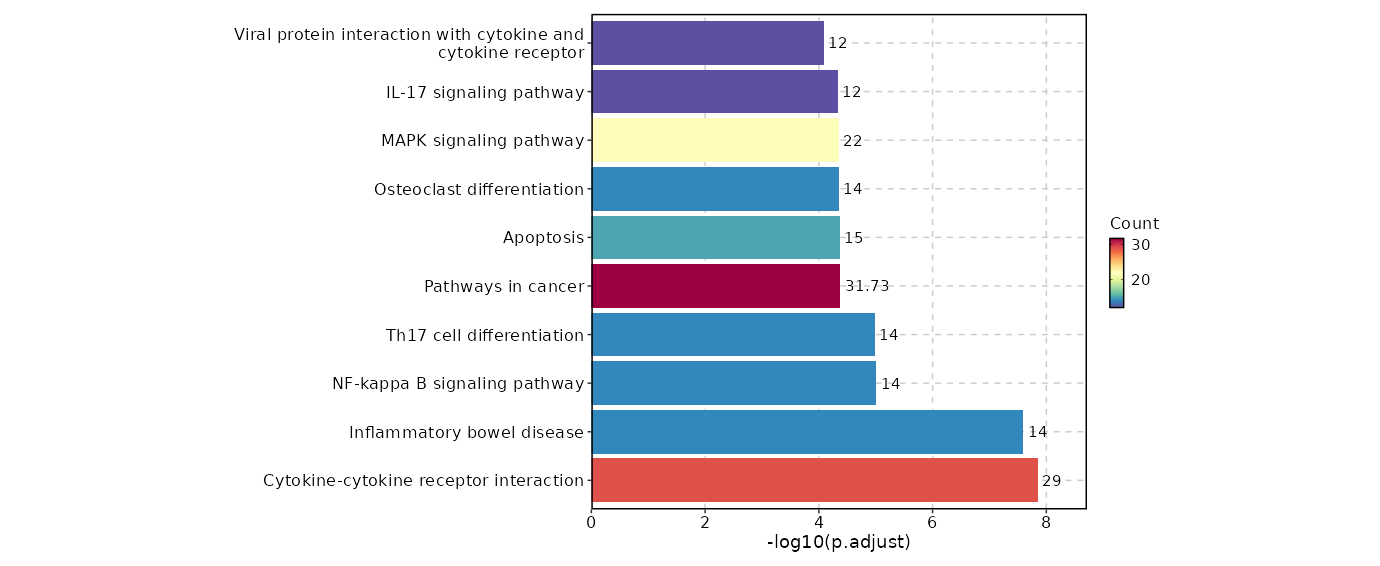 Viral protein interaction with cytokine and
cytokine receptor
12
IL-17 signaling pathway
12
MAPK signaling pathway
22
Osteoclast differentiation
14
Apoptosis
15
Pathways in cancer
31.73
Th17 cell differentiation
14
NF-kappa B signaling pathway
14
Inflammatory bowel disease
14
Cytokine-cytokine receptor interaction
29
0 2 4 6 8
-log10(p.adjust)
Count
30
20